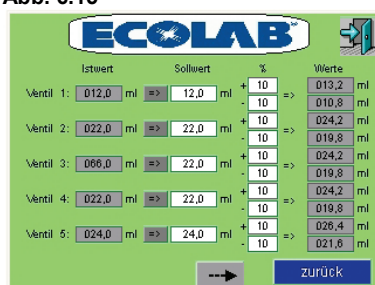 Abb. 6.16
ECOLAB
Istwert Sollwert % Werte
Ventil 1: 012,0 ml => 12,0 ml + 10 => 013,2 ml
- 10 010,8 ml
Ventil 2: 022,0 ml => 22,0 ml + 10 => 024,2 ml
- 10 019,8 ml
Ventil 3: 066,0 ml => 22,0 ml + 10 => 024,2 ml
- 10 019,8 ml
Ventil 4: 022,0 ml => 22,0 ml + 10 => 024,2 ml
- 10 019,8 ml
Ventil 5: 024,0 ml => 24,0 ml + 10 => 026,4 ml
- 10 021,6 ml
zurück